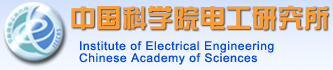 中国科学院电工研究所
Institute of Electrical Engineering
Chinese Academy of Sciences